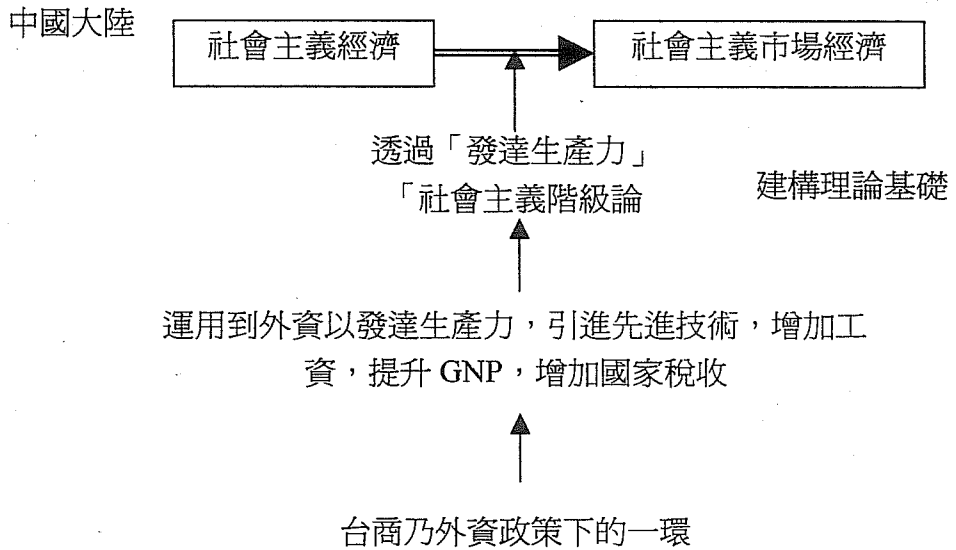 中國大陸
社會主義經濟
社會主義市場經濟
透過「發達生產力」
「社會主義階級論
建構理論基礎
運用到外資以發達生產力，引進先進技術，增加工
資，提升 GNP，增加國家稅收
台商乃外資政策下的一環